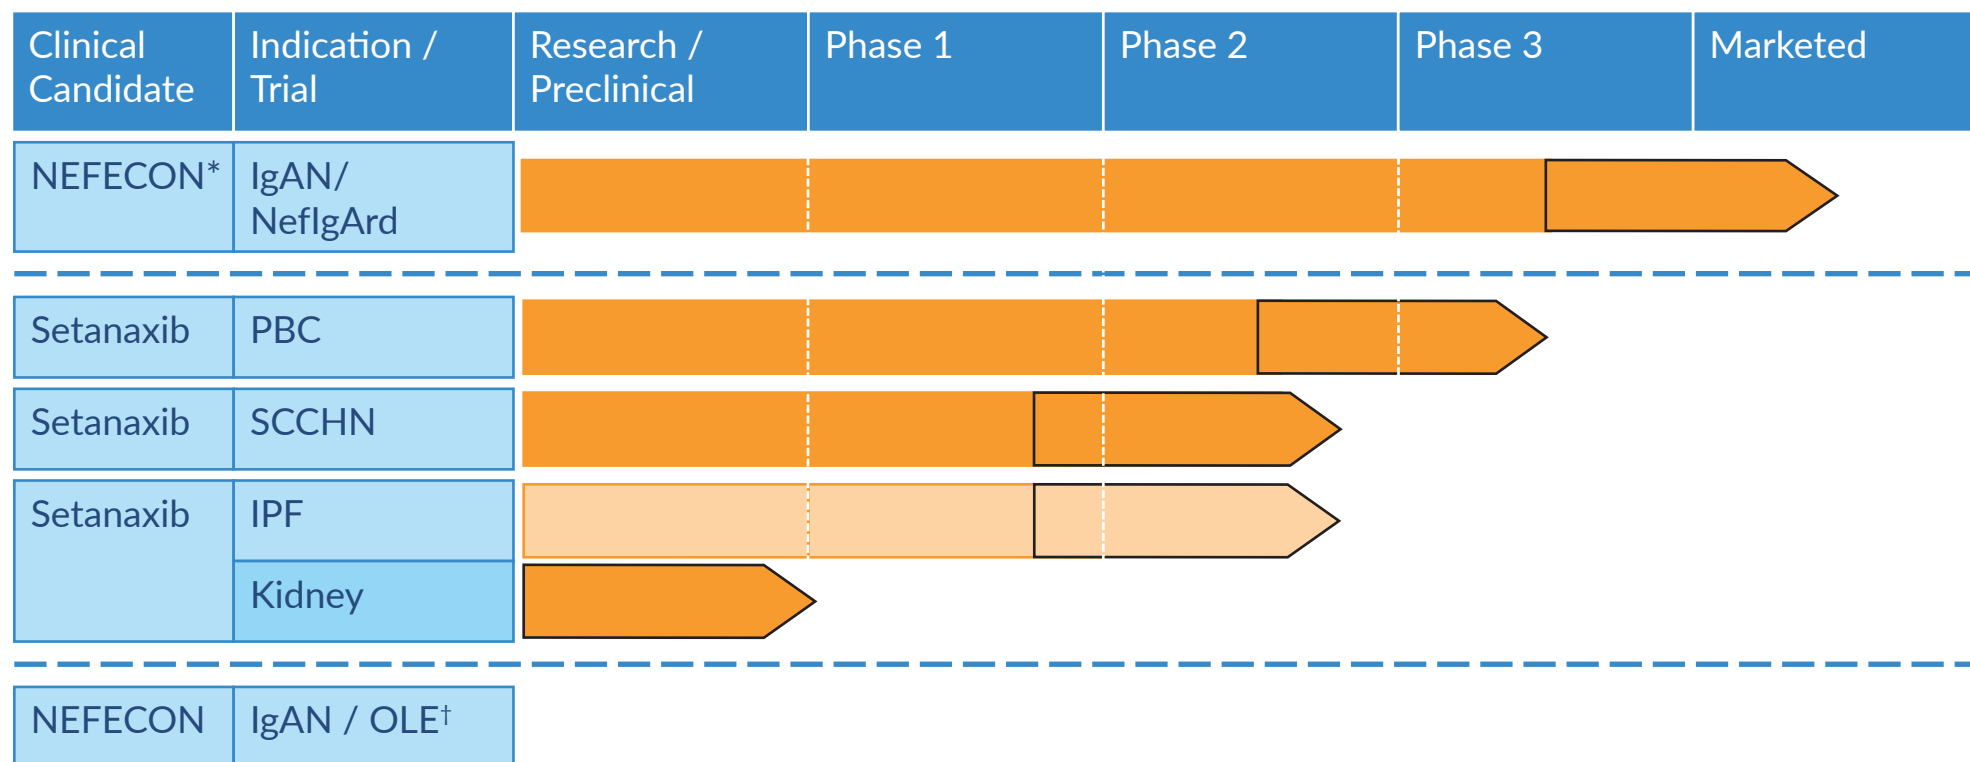 Clinical
Candidate
Indication /
Trial
Research /
Preclinical
Phase 1
Phase 2
Phase 3
Marketed
NEFECON*
IgAN/
NefIgArd
Setanaxib
PBC
Setanaxib
SCCHN
Setanaxib
IPF
Kidney
NEFECON
IgAN / OLE†